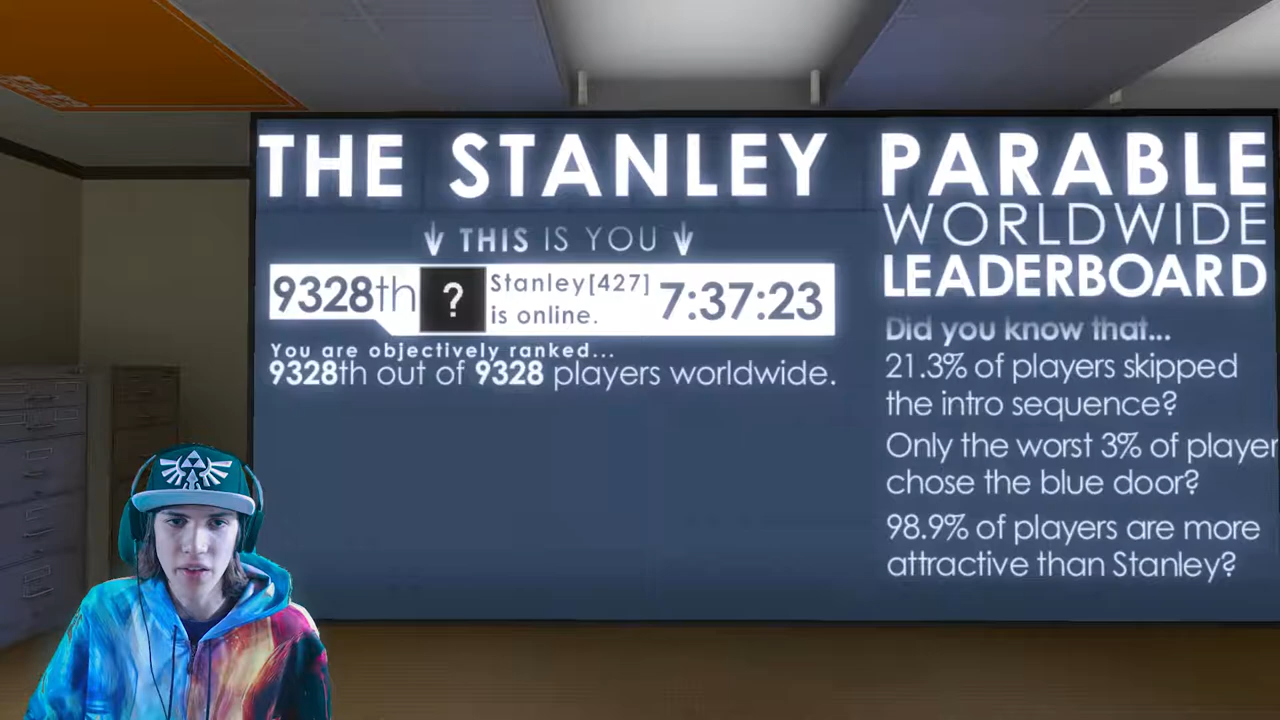 THE STANLEY PARABLE
WORLDWIDE
LEADERBOARD
↓ THIS IS YOU ↓
9328th ? Stanley[427] is online. 7:37:23
You are objectively ranked...
9328th out of 9328 players worldwide.
Did you know that...
21.3% of players skipped
the intro sequence?
Only the worst 3% of player
chose the blue door?
98.9% of players are more
attractive than Stanley?